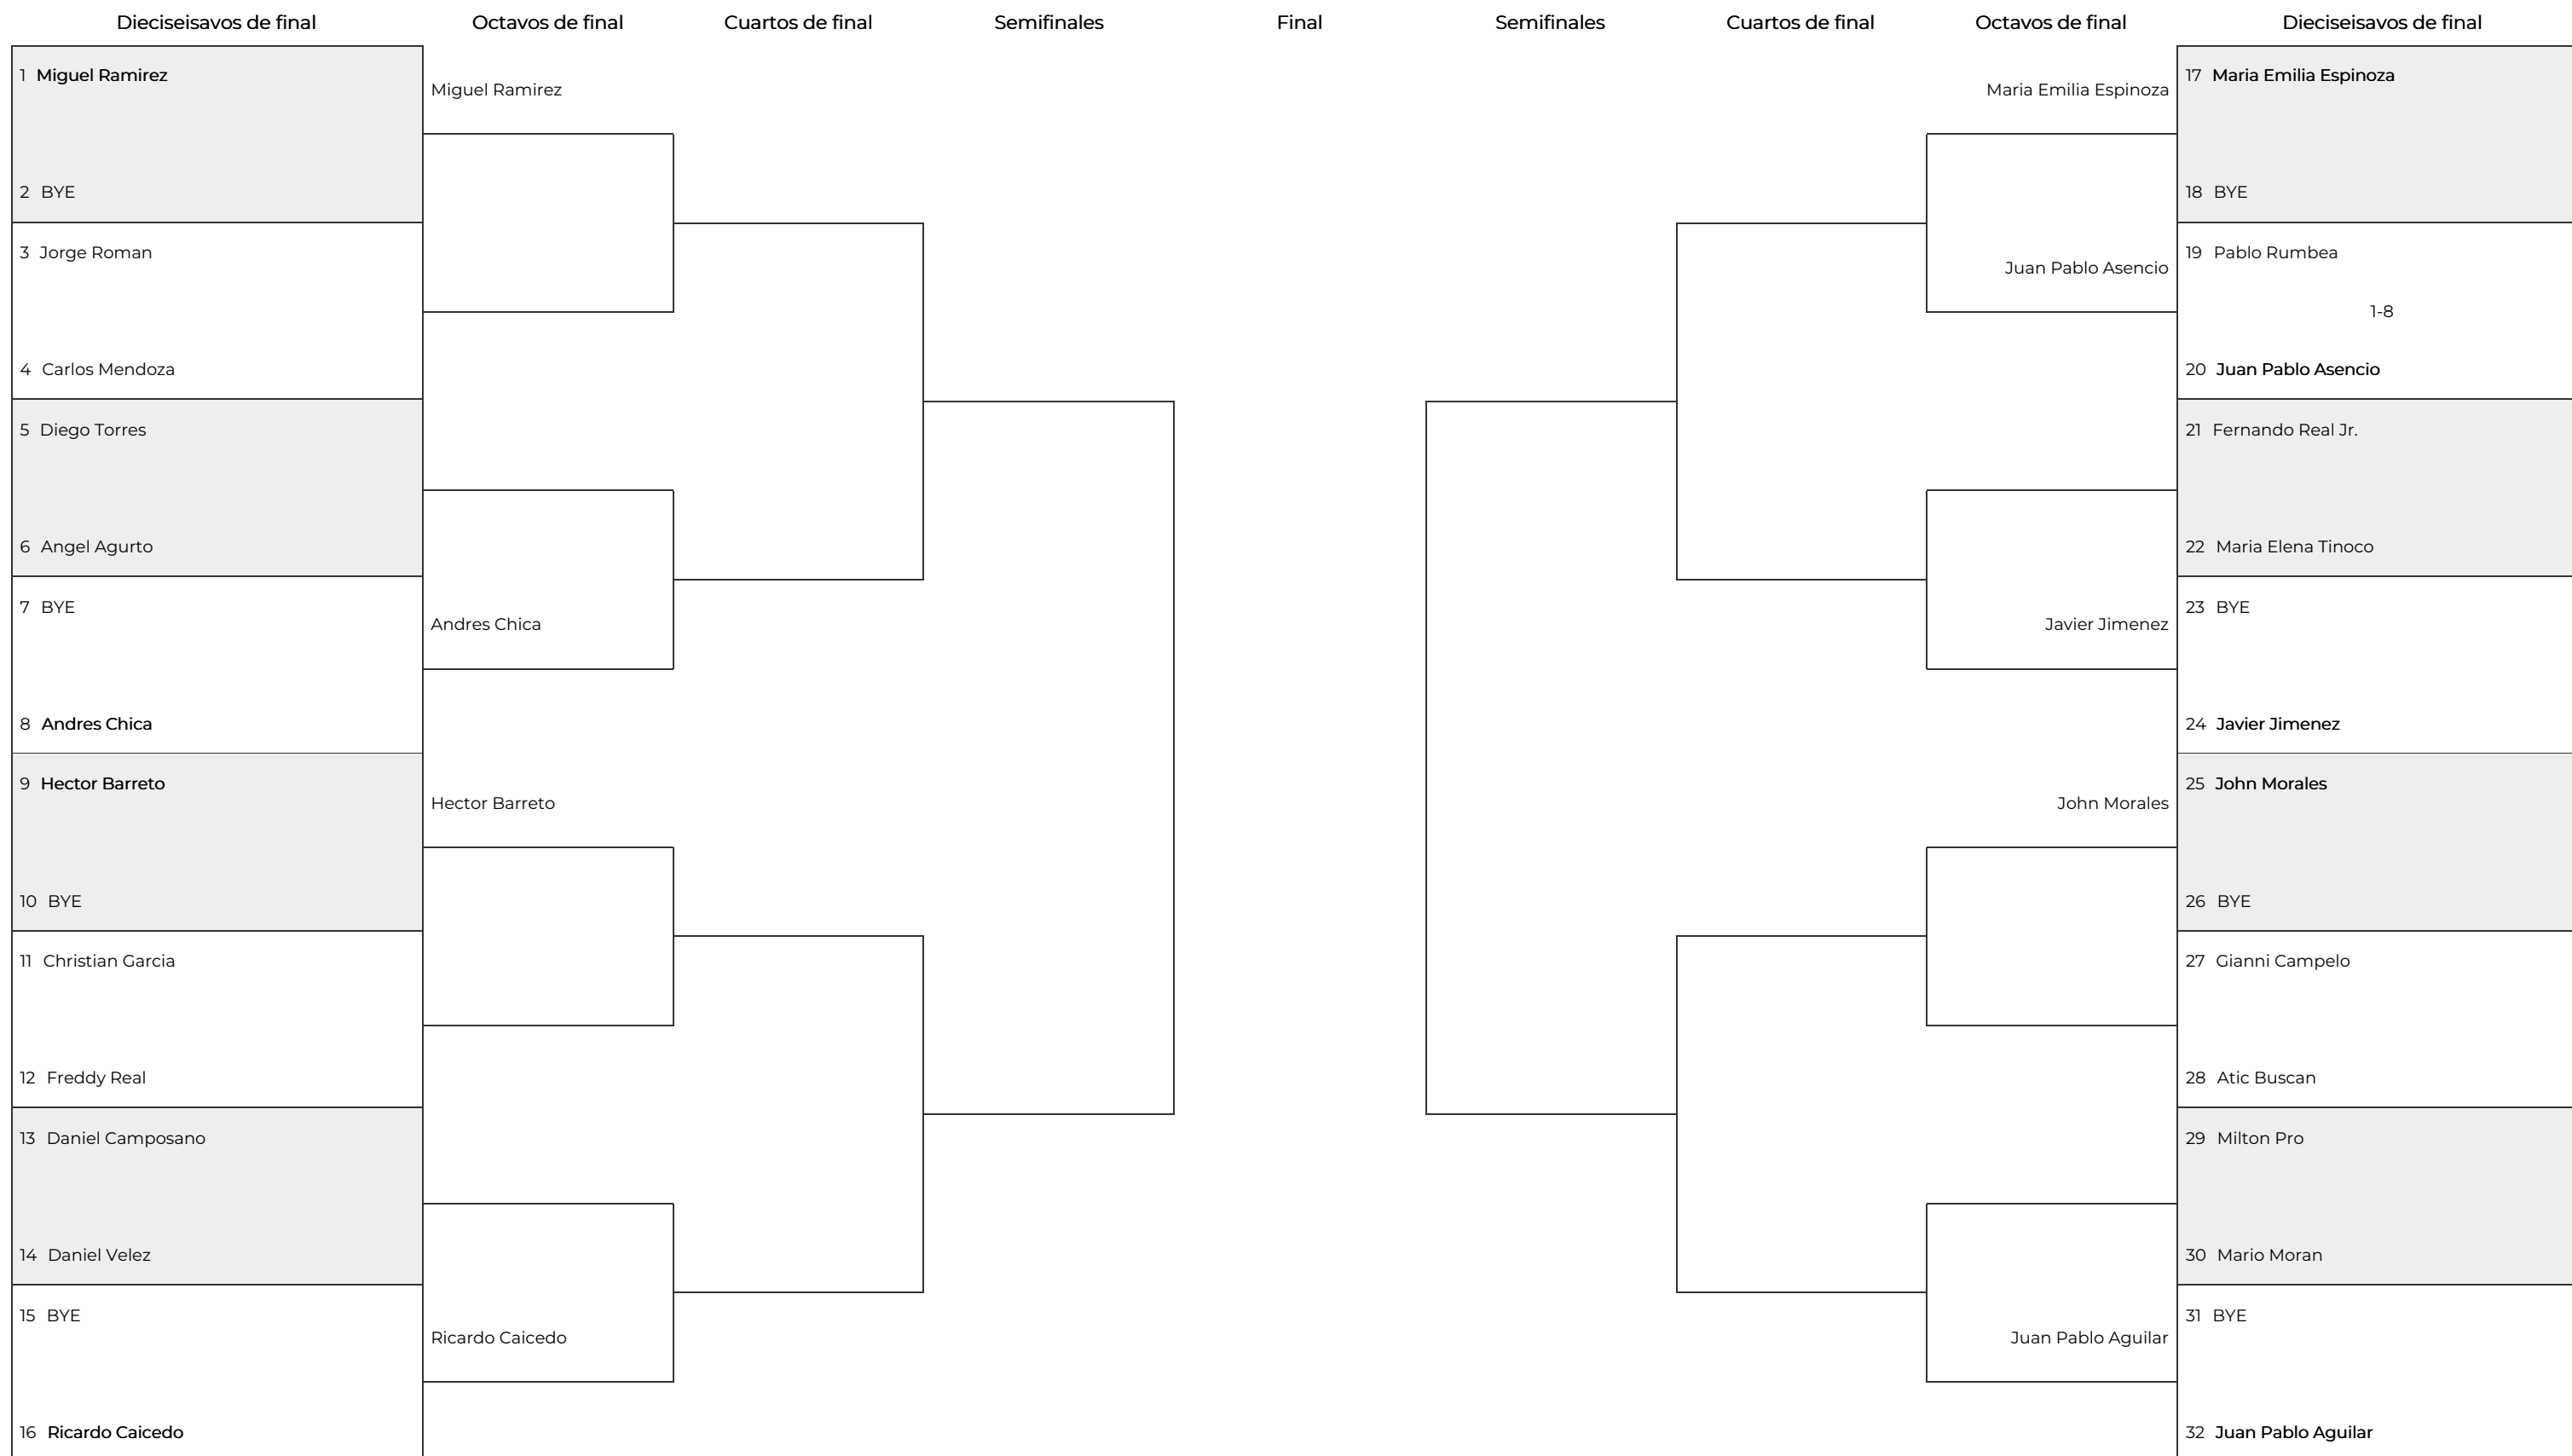 Dieciseisavos de final
Octavos de final
Cuartos de final
Semifinales
Final
Semifinales
Cuartos de final
Octavos de final
Dieciseisavos de final
1 Miguel Ramirez
2 BYE
3 Jorge Roman
4 Carlos Mendoza
5 Diego Torres
6 Angel Agurto
7 BYE
8 Andres Chica
9 Hector Barreto
10 BYE
11 Christian Garcia
12 Freddy Real
13 Daniel Camposano
14 Daniel Velez
15 BYE
16 Ricardo Caicedo
Miguel Ramirez
Andres Chica
Hector Barreto
Ricardo Caicedo
Maria Emilia Espinoza
Juan Pablo Asencio
Javier Jimenez
John Morales
Juan Pablo Aguilar
17 Maria Emilia Espinoza
18 BYE
19 Pablo Rumbea
1-8
20 Juan Pablo Asencio
21 Fernando Real Jr.
22 Maria Elena Tinoco
23 BYE
24 Javier Jimenez
25 John Morales
26 BYE
27 Gianni Campelo
28 Atic Buscan
29 Milton Pro
30 Mario Moran
31 BYE
32 Juan Pablo Aguilar